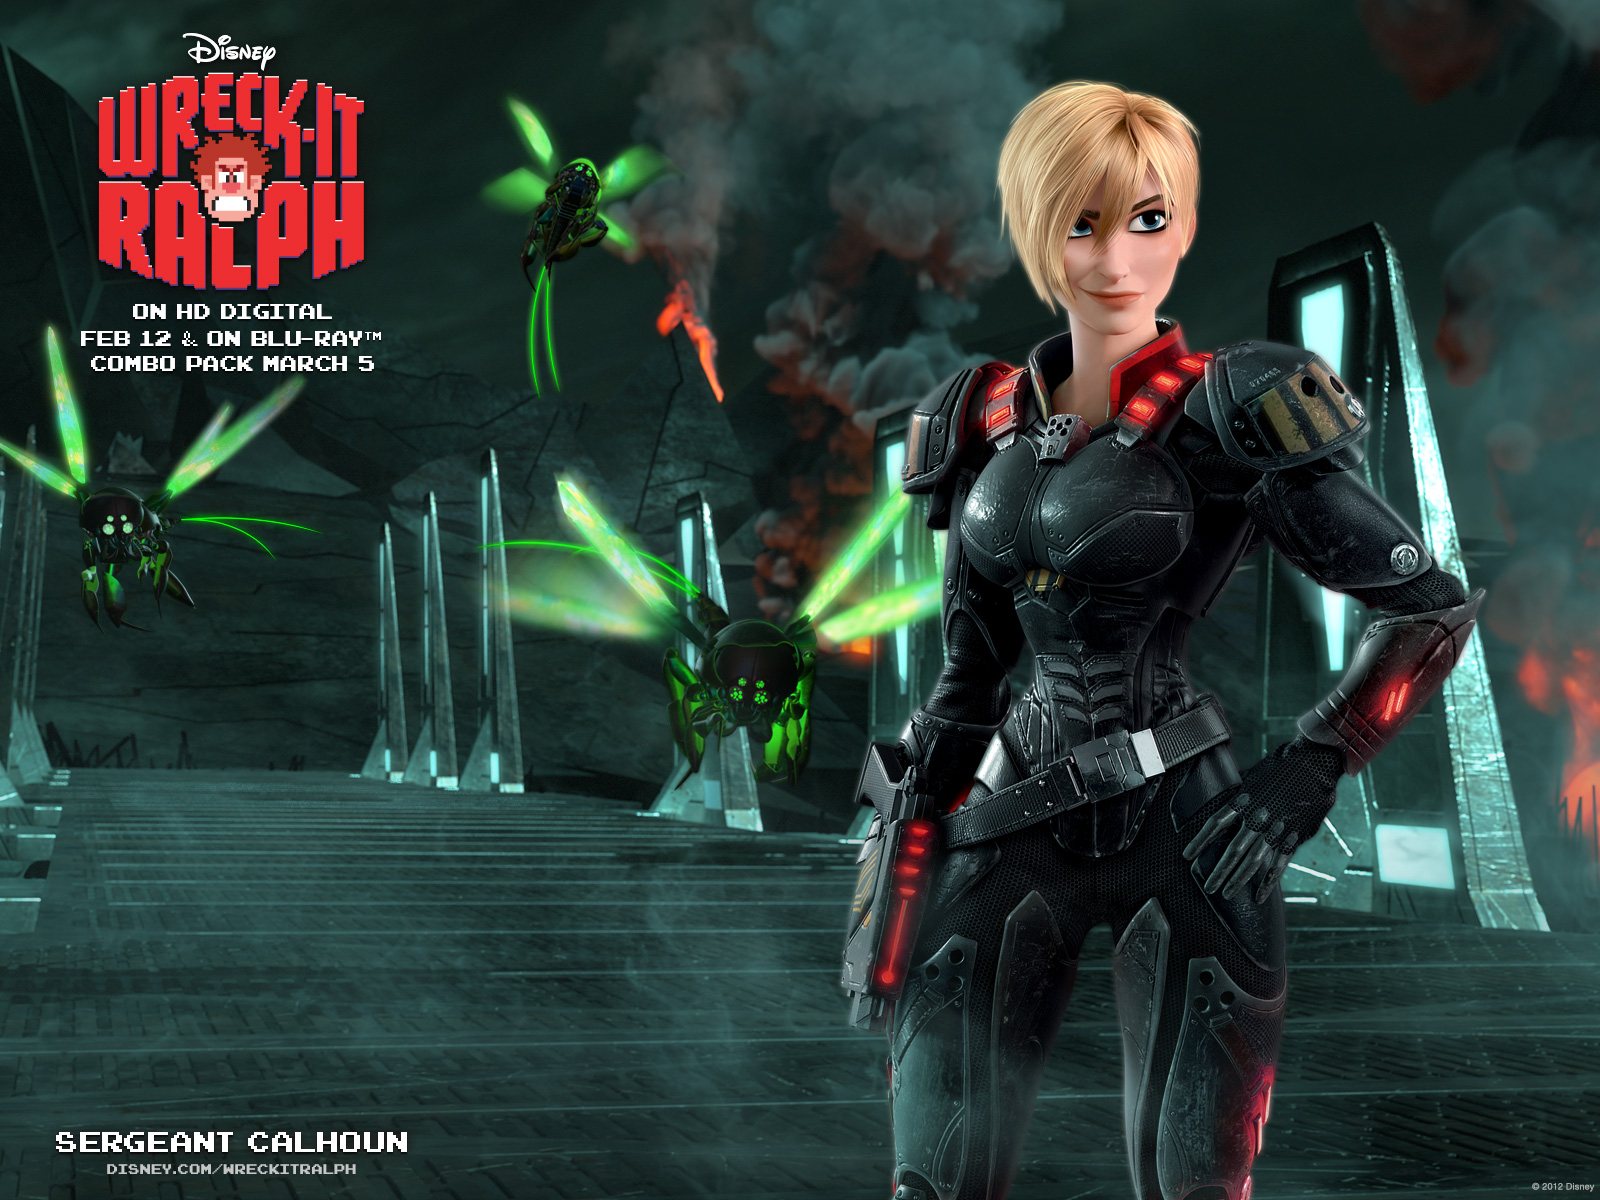 Disney
WRECK-IT
RALPH
ON HD DIGITAL
FEB 12 & ON BLU-RAY™
COMBO PACK MARCH 5
SERGEANT CALHOUN
DISNEY.COM/WRECKITRALPH
© 2012 Disney